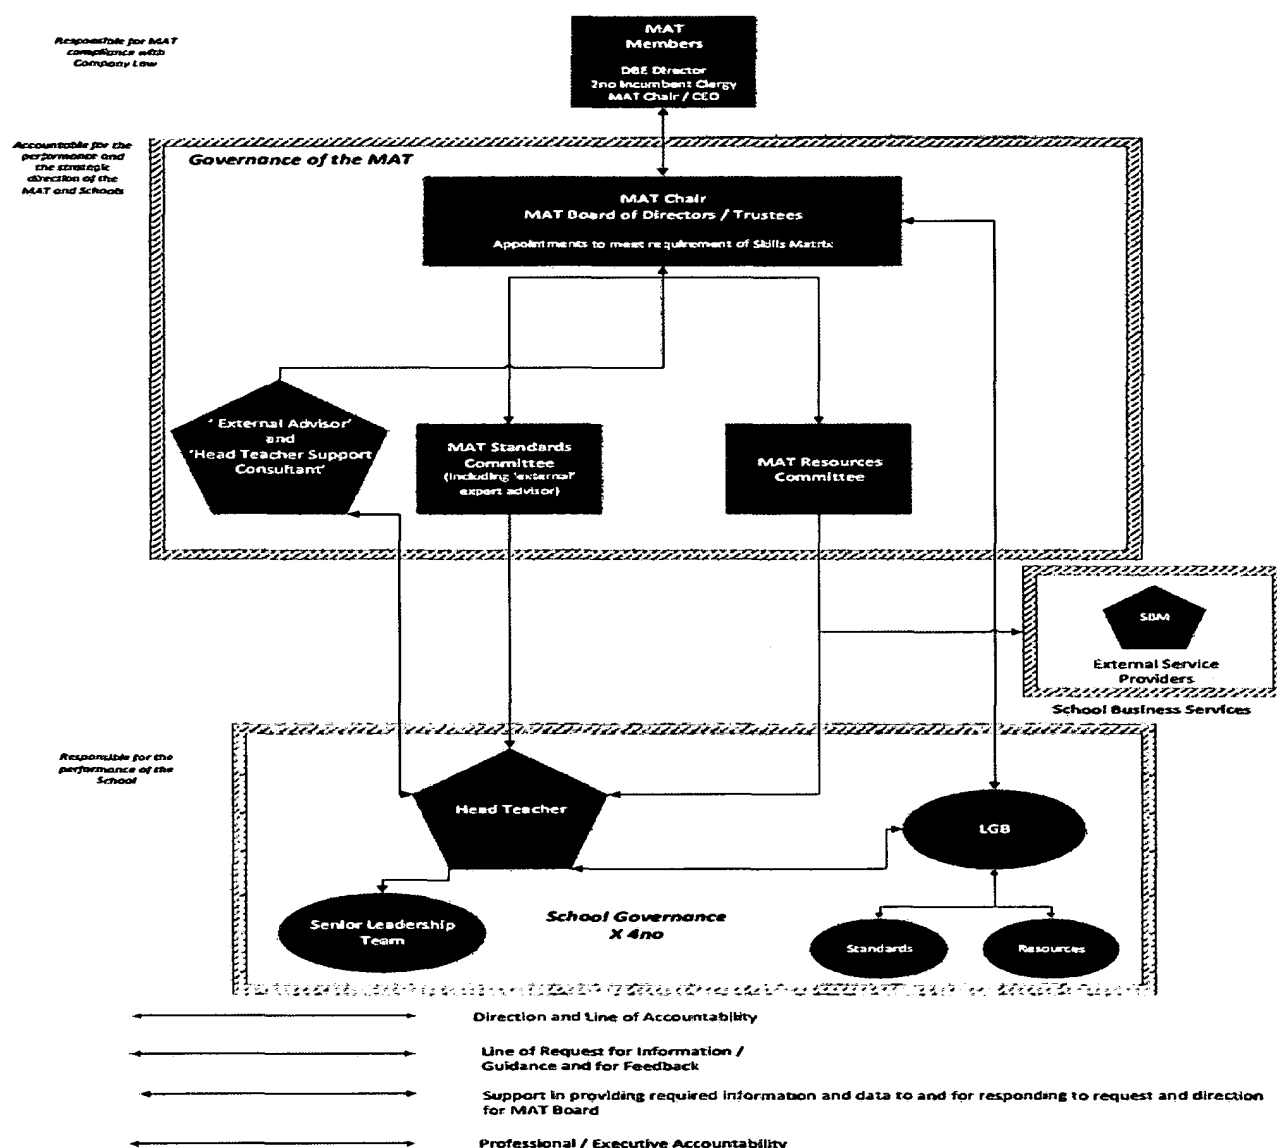 Responsible for MAT
compliance with
Company Law
MAT
Members
DBE Director
2no Incumbent Clergy
MAT Chair / CEO
Accountable for the
performance and
the strategic
direction of the
MAT and Schools
Governance of the MAT
MAT Chair
MAT Board of Directors / Trustees
Appointments to meet requirement of Skills Matrix
' External Advisor'
and
'Head Teacher Support
Consultant'
MAT Standards
Committee
(including 'external'
expert advisor)
MAT Resources
Committee
SBM
External Service
Providers
School Business Services
Responsible for the
performance of the
School
Head Teacher
LGB
Senior Leadership
Team
School Governance
X 4no
Standards
Resources
Direction and Line of Accountability
Line of Request for Information /
Guidance and for Feedback
Support in providing required information and data to and for responding to request and direction
for MAT Board
Professional / Executive Accountability